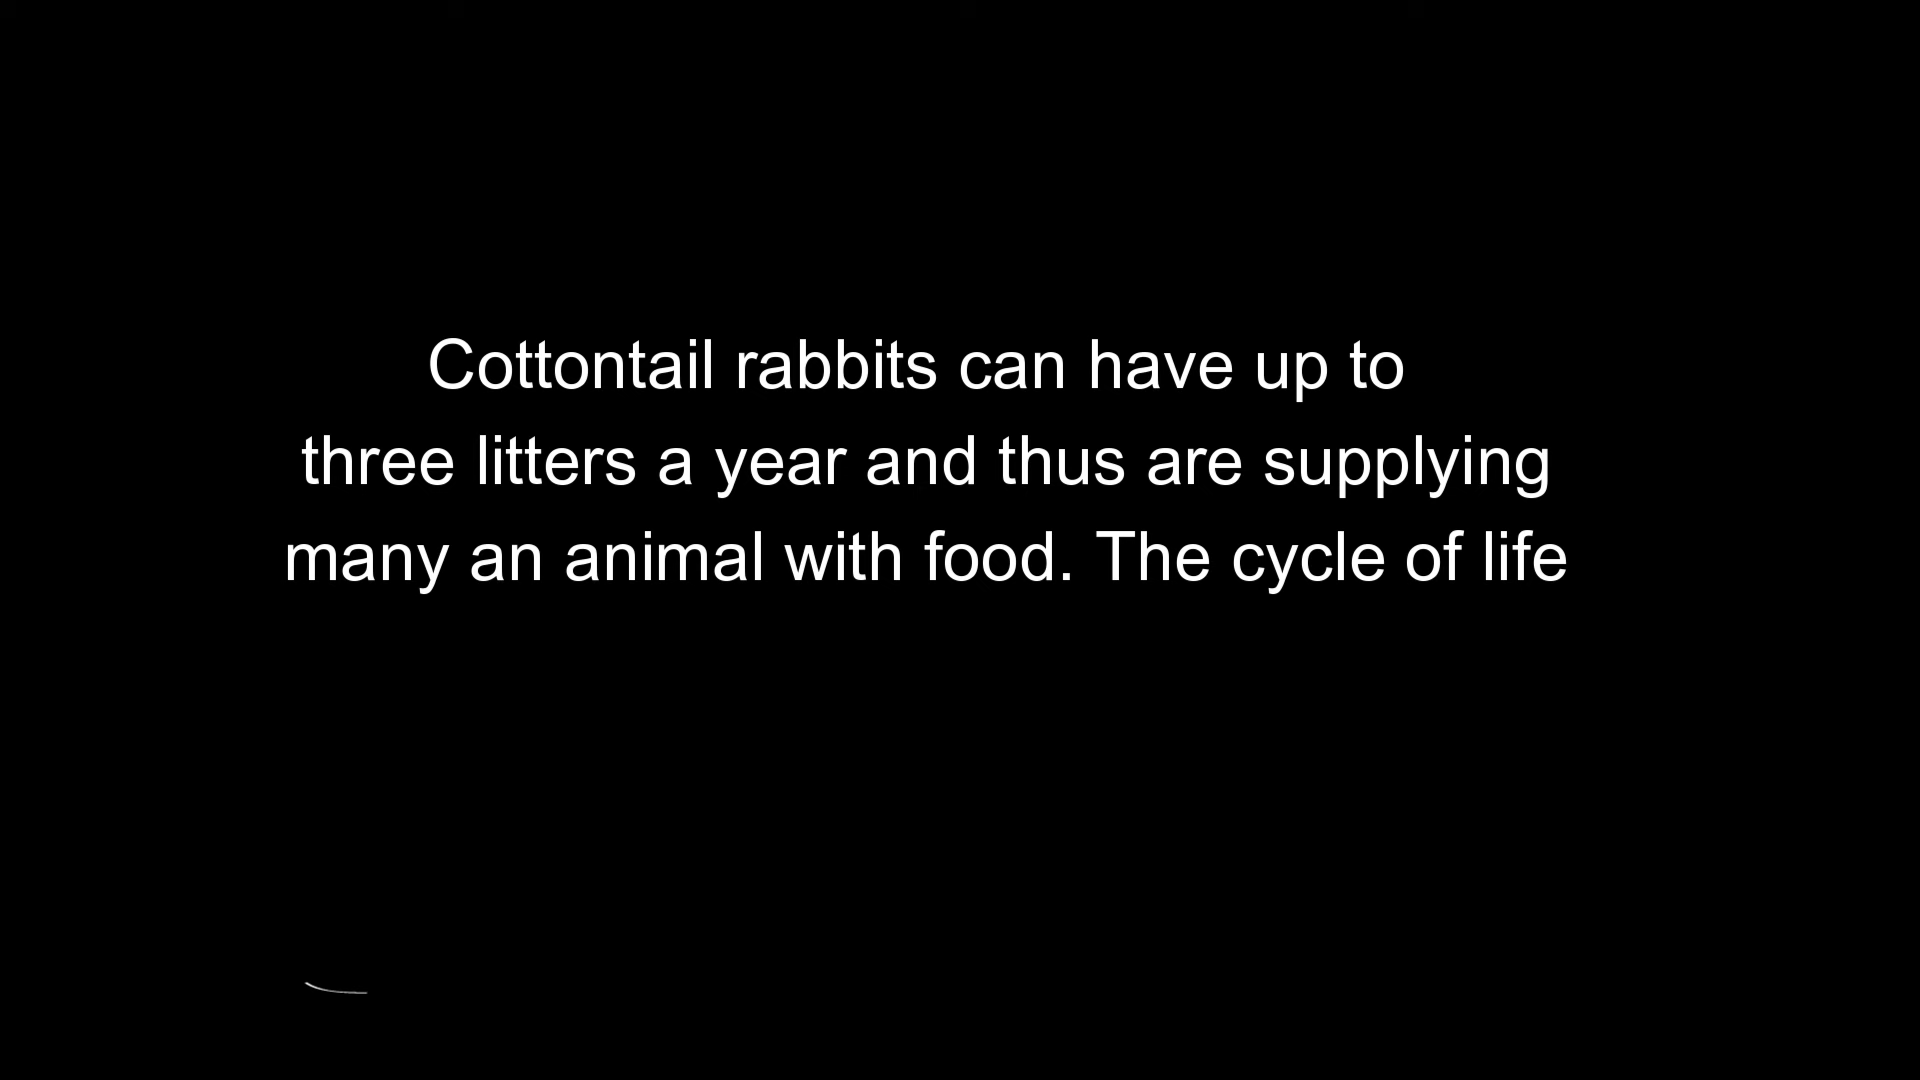 Cottontail rabbits can have up to
three litters a year and thus are supplying
many an animal with food. The cycle of life